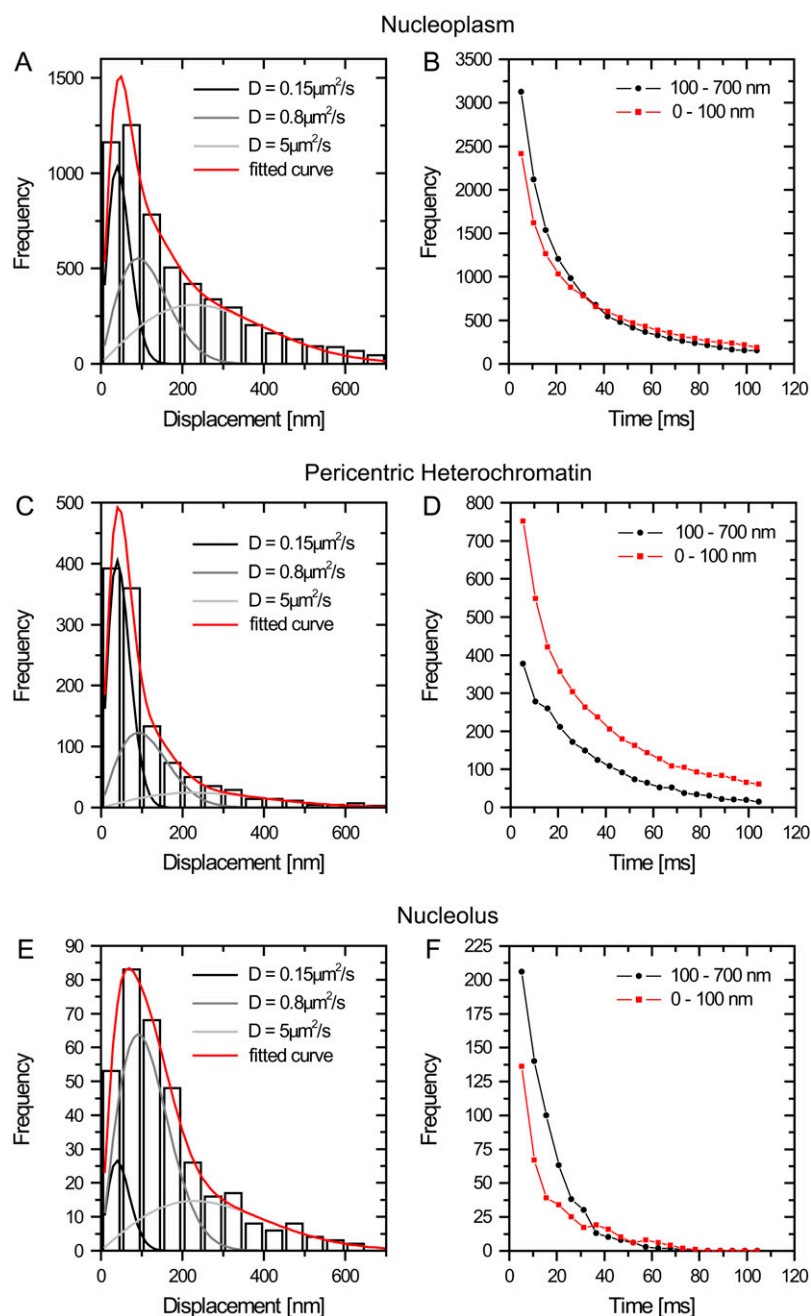 Nucleoplasm
A
D = 0.15µm²/s
D = 0.8µm²/s
D = 5µm²/s
fitted curve
Frequency
1500
1000
500
0
0 200 400 600
Displacement [nm]
B
100 - 700 nm
0 - 100 nm
Frequency
3500
3000
2500
2000
1500
1000
500
0
0 20 40 60 80 100 120
Time [ms]
Pericentric Heterochromatin
C
D = 0.15µm²/s
D = 0.8µm²/s
D = 5µm²/s
fitted curve
Frequency
500
400
300
200
100
0
0 200 400 600
Displacement [nm]
D
100 - 700 nm
0 - 100 nm
Frequency
800
700
600
500
400
300
200
100
0
0 20 40 60 80 100 120
Time [ms]
Nucleolus
E
D = 0.15µm²/s
D = 0.8µm²/s
D = 5µm²/s
fitted curve
Frequency
90
80
70
60
50
40
30
20
10
0
0 200 400 600
Displacement [nm]
F
100 - 700 nm
0 - 100 nm
Frequency
225
200
175
150
125
100
75
50
25
0
0 20 40 60 80 100 120
Time [ms]